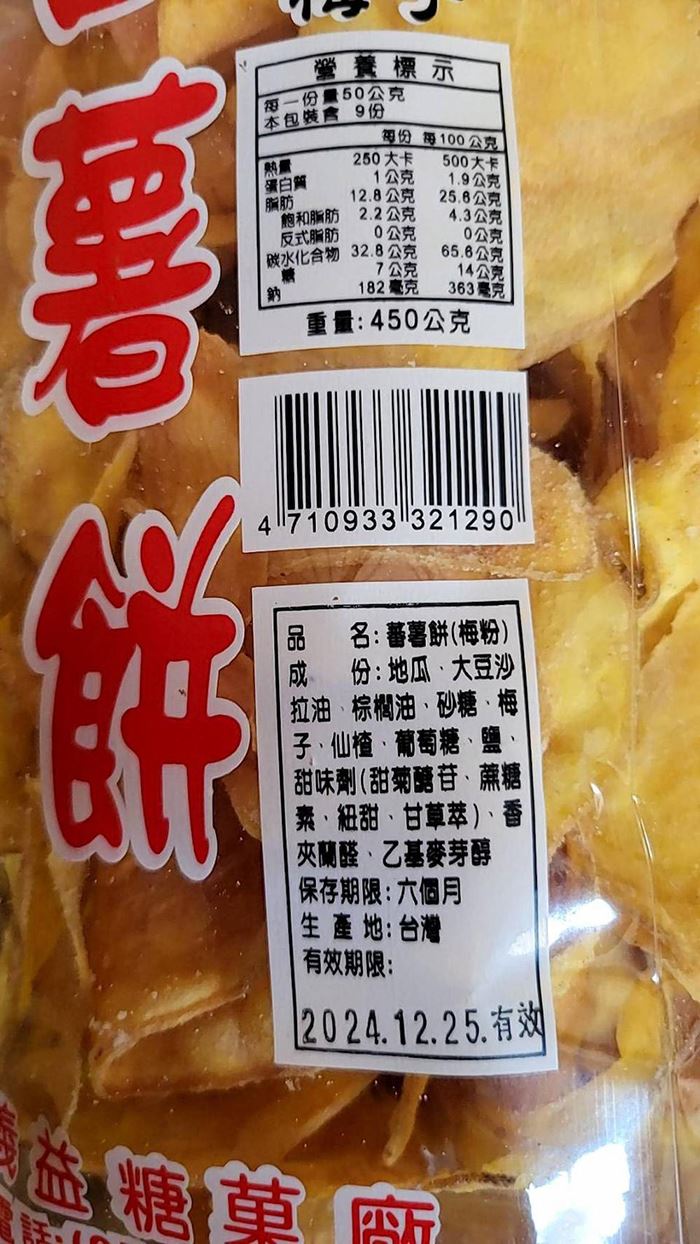 薯餅
營養標示
每一份量50公克
本包裝含 9份
每份 每100公克
熱量 250大卡 500大卡
蛋白質 1公克 1.9公克
脂肪 12.8公克 25.6公克
飽和脂肪 2.2公克 4.3公克
反式脂肪 0公克 0公克
碳水化合物 32.8公克 65.6公克
糖 7公克 14公克
鈉 182毫克 363毫克
重量:450公克
4 710933 321290
品 名:蕃薯餅(梅粉)
成 份:地瓜、大豆沙
拉油、棕櫚油、砂糖、梅
子、仙楂、葡萄糖、鹽、
甜味劑(甜菊醣苷、蔗糖
素、紐甜、甘草萃)、香
夾蘭醛、乙基麥芽醇
保存期限:六個月
生 產 地:台灣
有效期限:
2024.12.25.有效
義益糖菓廠
電話: